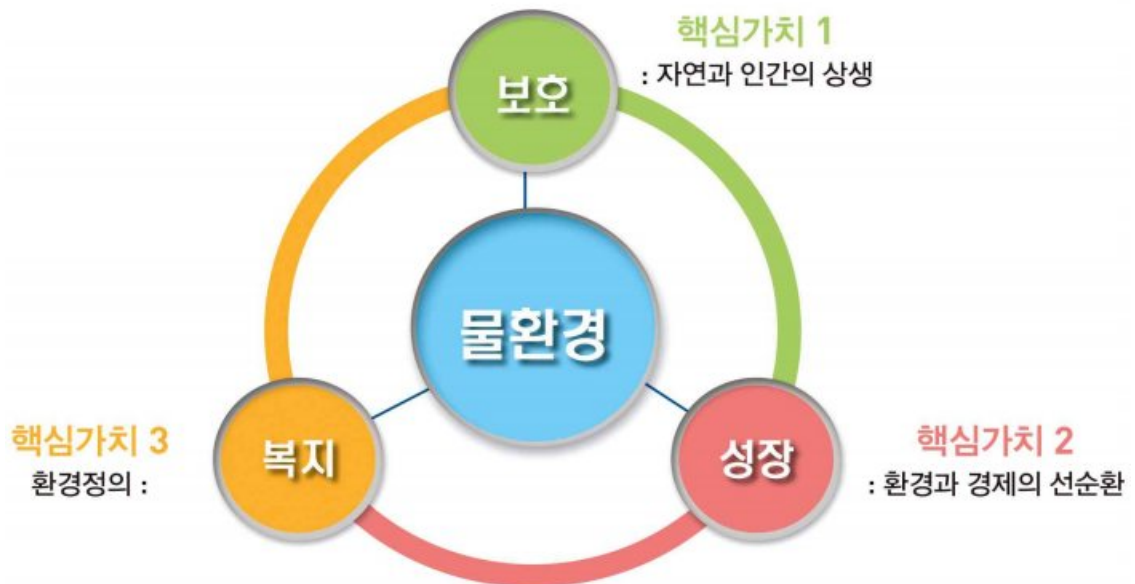 핵심가치 1
: 자연과 인간의 상생
보호
물환경
핵심가치 3
환경정의 :
복지
성장
핵심가치 2
: 환경과 경제의 선순환